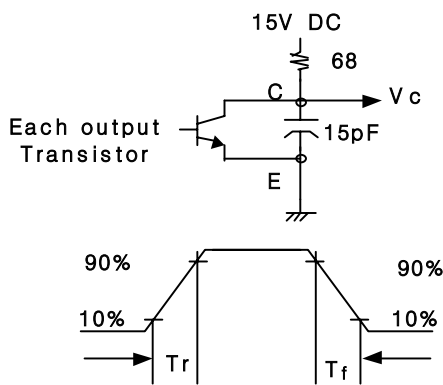 15V DC
68
C
Vc
Each output
Transistor
15pF
E
90%
90%
10%
10%
Tr
Tf